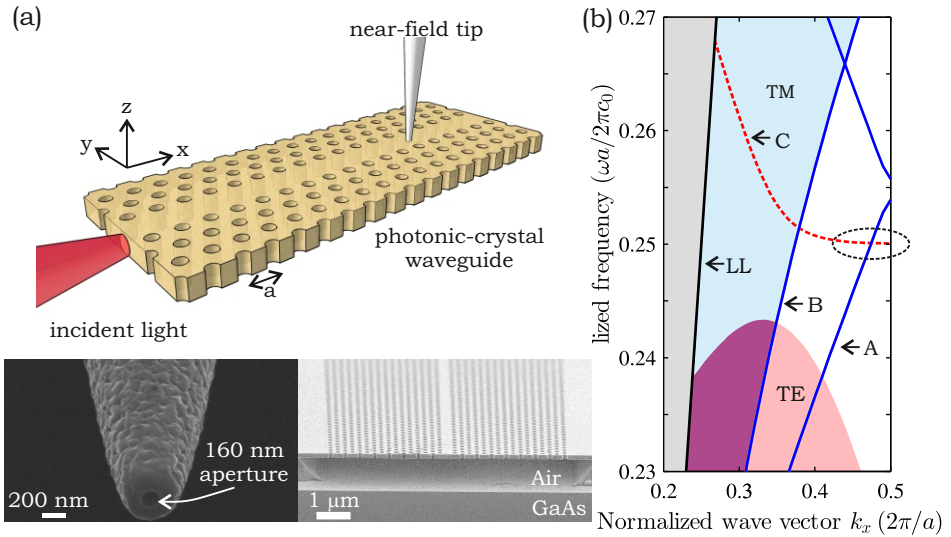 (a)
near-field tip
z
y
x
a
photonic-crystal
waveguide
incident light
160 nm
aperture
200 nm
Air
1 μm
GaAs
(b)
0.27
0.26
0.25
0.24
0.23
lized frequency (ωa/2πc₀)
TM
C
LL
B
A
TE
0.2
0.3
0.4
0.5
Normalized wave vector kₓ (2π/a)